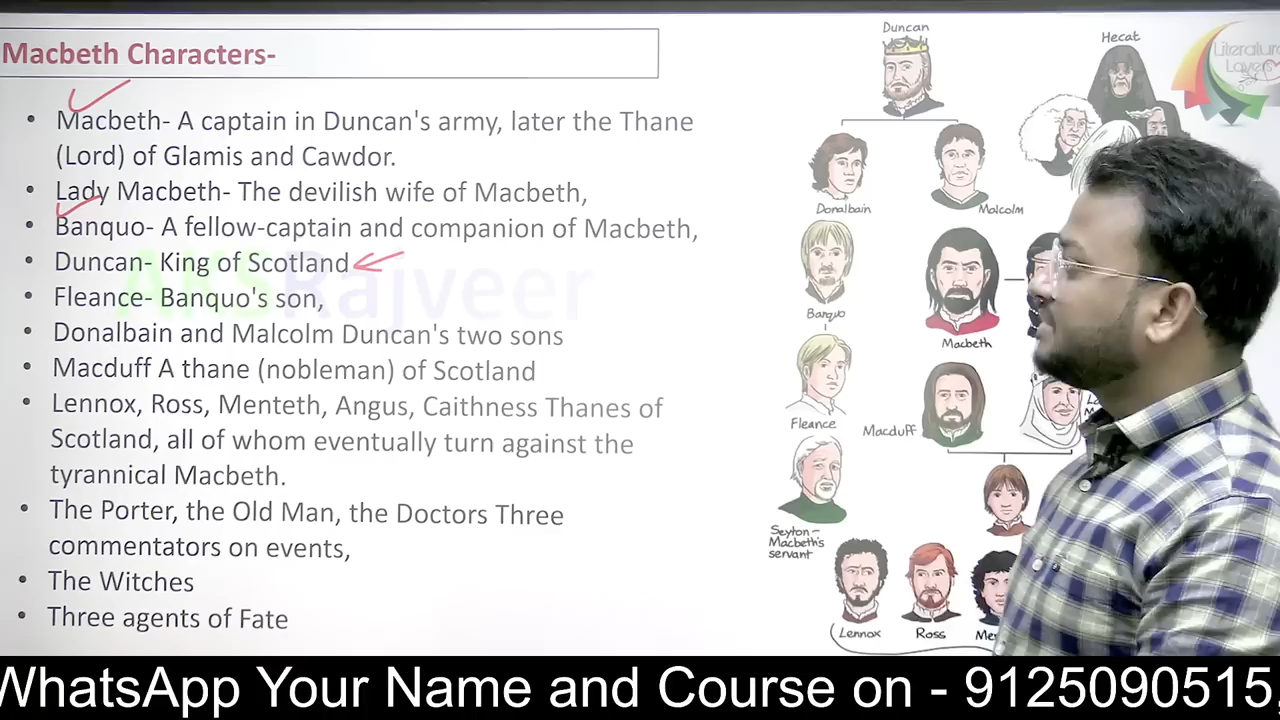 Macbeth Characters-
• Macbeth- A captain in Duncan's army, later the Thane
(Lord) of Glamis and Cawdor.
• Lady Macbeth- The devilish wife of Macbeth,
• Banquo- A fellow-captain and companion of Macbeth,
• Duncan- King of Scotland
• Fleance- Banquo's son,
• Donalbain and Malcolm Duncan's two sons
• Macduff A thane (nobleman) of Scotland
• Lennox, Ross, Menteth, Angus, Caithness Thanes of
Scotland, all of whom eventually turn against the
tyrannical Macbeth.
• The Porter, the Old Man, the Doctors Three
commentators on events,
• The Witches
• Three agents of Fate
AKSRajveer
Duncan
Hecat
Literature
Lovers
Donalbain
Malcolm
Banquo
Macbeth
Fleance
Macduff
Seyton-
Macbeth's
servant
Lennox
Ross
WhatsApp Your Name and Course on - 9125090515,